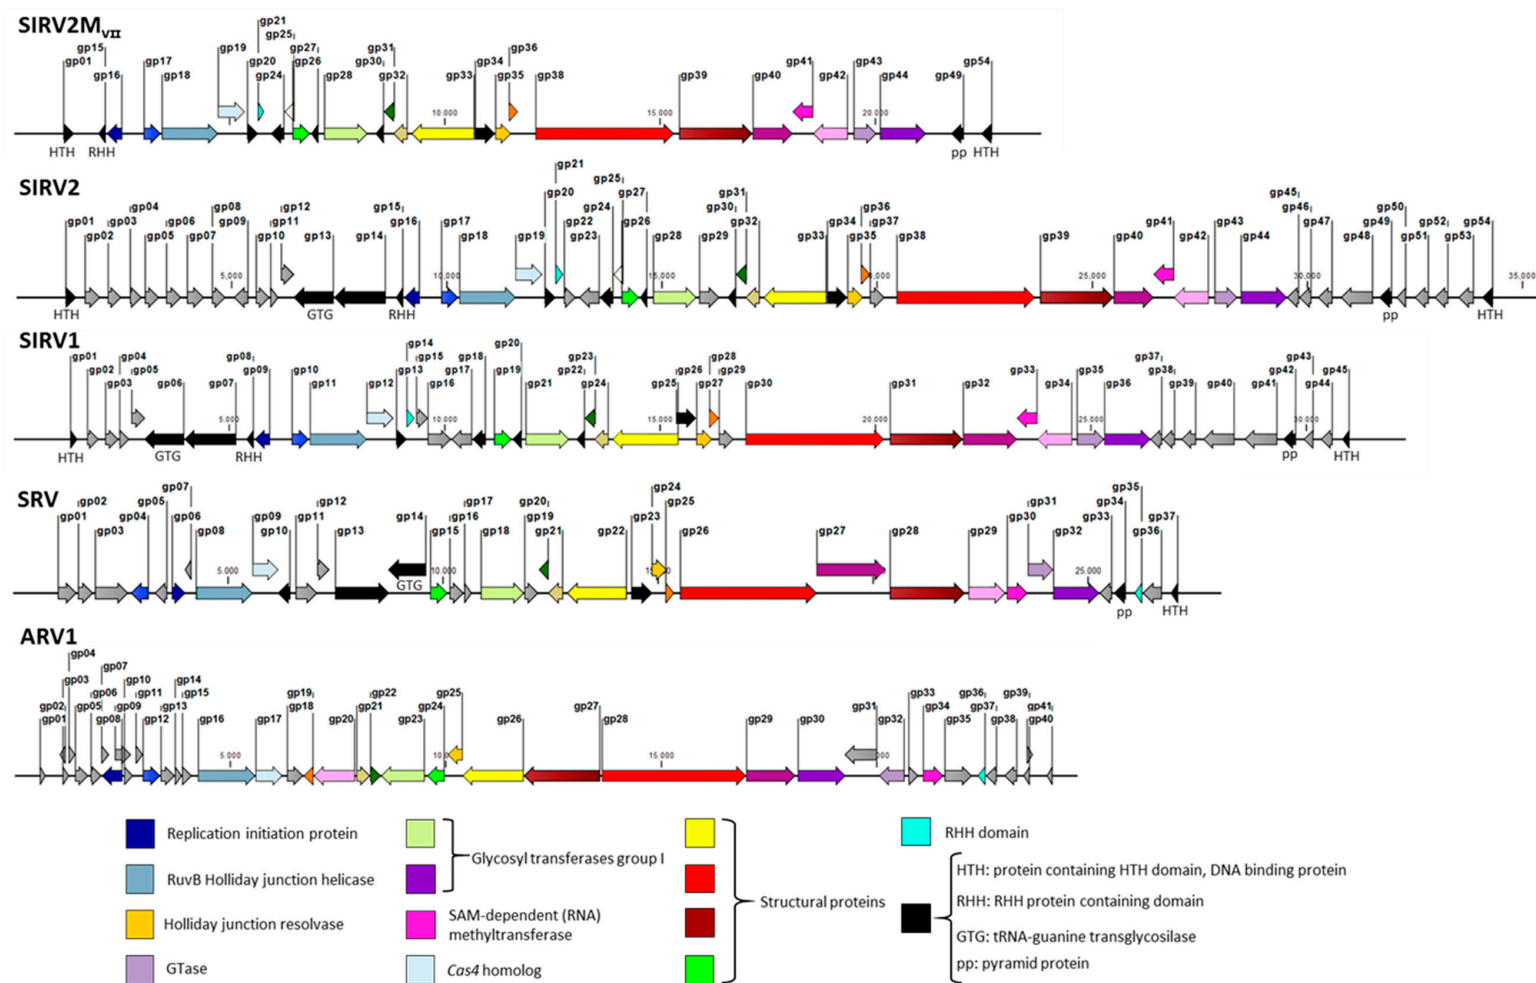 SIRV2MVII
gp21
gp15 gp19 gp25 gp27 gp31 gp36
gp01 gp17 gp20 gp26 gp30 gp34 gp41 gp43 gp54
gp16 gp18 gp24 gp28 gp32 gp33 gp35 gp38 gp39 gp40 gp42 gp44 gp49
10 000 15 000 20 000
HTH RHH pp HTH
SIRV2
gp21
gp25
gp20 gp27 gp31 gp45
gp04 gp08 gp12 gp15 gp24 gp30 gp36 gp46 gp50
gp01 gp03 gp06 gp09 gp11 gp16 gp17 gp22 gp26 gp32 gp34 gp37 gp41 gp43 gp47 gp49 gp52 gp54
gp02 gp05 gp07 gp10 gp13 gp14 gp18 gp19 gp23 gp28 gp29 gp33 gp35 gp38 gp39 gp40 gp42 gp44 gp48 gp51 gp53
5,000 10,000 15,000 25,000 30,000 35,000
HTH GTG RHH pp HTH
SIRV1
gp14 gp20
gp01 gp04 gp08 gp15 gp18 gp23 gp28 gp37 gp43
gp02 gp05 gp09 gp10 gp13 gp17 gp19 gp22 gp26 gp29 gp33 gp35 gp38 gp42 gp45
gp03 gp06 gp07 gp11 gp12 gp16 gp21 gp24 gp25 gp27 gp30 gp31 gp32 gp34 gp36 gp39 gp40 gp41 gp44
5 000 10 000 15 000 20 000 25 000 30 000
HTH GTG RHH pp HTH
SRV
gp07 gp24 gp35
gp02 gp05 gp12 gp17 gp20 gp25 gp31 gp34
gp01 gp04 gp06 gp09 gp11 gp14 gp16 gp19 gp23 gp30 gp33 gp37
gp03 gp08 gp10 gp13 gp15 gp18 gp21 gp22 gp26 gp27 gp28 gp29 gp32 gp36
5 000 10 000 25 000
GTG pp HTH
ARV1
gp04
gp07
gp03 gp10 gp14
gp06 gp11 gp15 gp19 gp22 gp25 gp33 gp36 gp39
gp02 gp05 gp09 gp13 gp18 gp21 gp24 gp27 gp31 gp34 gp37 gp41
gp01 gp08 gp12 gp16 gp17 gp20 gp23 gp26 gp28 gp29 gp30 gp32 gp35 gp38 gp40
5 000 15 000
Replication initiation protein
RuvB Holliday junction helicase
Holliday junction resolvase
GTase
Glycosyl transferases group I
SAM-dependent (RNA)
methyltransferase
Cas4 homolog
Structural proteins
RHH domain
HTH: protein containing HTH domain, DNA binding protein
RHH: RHH protein containing domain
GTG: tRNA-guanine transglycosilase
pp: pyramid protein